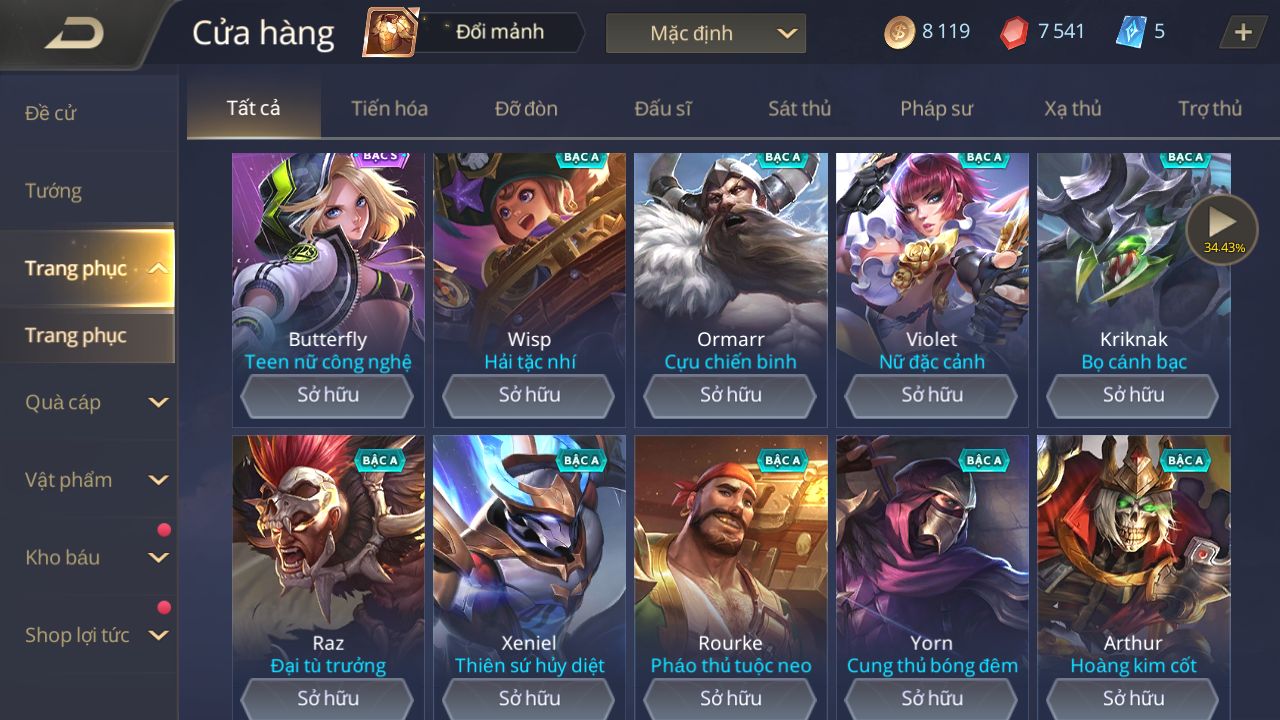 Cửa hàng
Đổi mảnh
Mặc định
8 119
7 541
5
Đề cử
Tướng
Trang phục
Trang phục
Quà cáp
Vật phẩm
Kho báu
Shop lợi tức
Tất cả
Tiến hóa
Đỡ đòn
Đấu sĩ
Sát thủ
Pháp sư
Xạ thủ
Trợ thủ
BẬC S
Butterfly
Teen nữ công nghệ
Sở hữu
BẬC A
Wisp
Hải tặc nhí
Sở hữu
BẬC A
Ormarr
Cựu chiến binh
Sở hữu
BẬC A
Violet
Nữ đặc cảnh
Sở hữu
BẬC A
34.43%
Kriknak
Bọ cánh bạc
Sở hữu
BẬC A
Raz
Đại tù trưởng
Sở hữu
BẬC A
Xeniel
Thiên sứ hủy diệt
Sở hữu
BẬC A
Rourke
Pháo thủ tuộc neo
Sở hữu
BẬC A
Yorn
Cung thủ bóng đêm
Sở hữu
BẬC A
Arthur
Hoàng kim cốt
Sở hữu